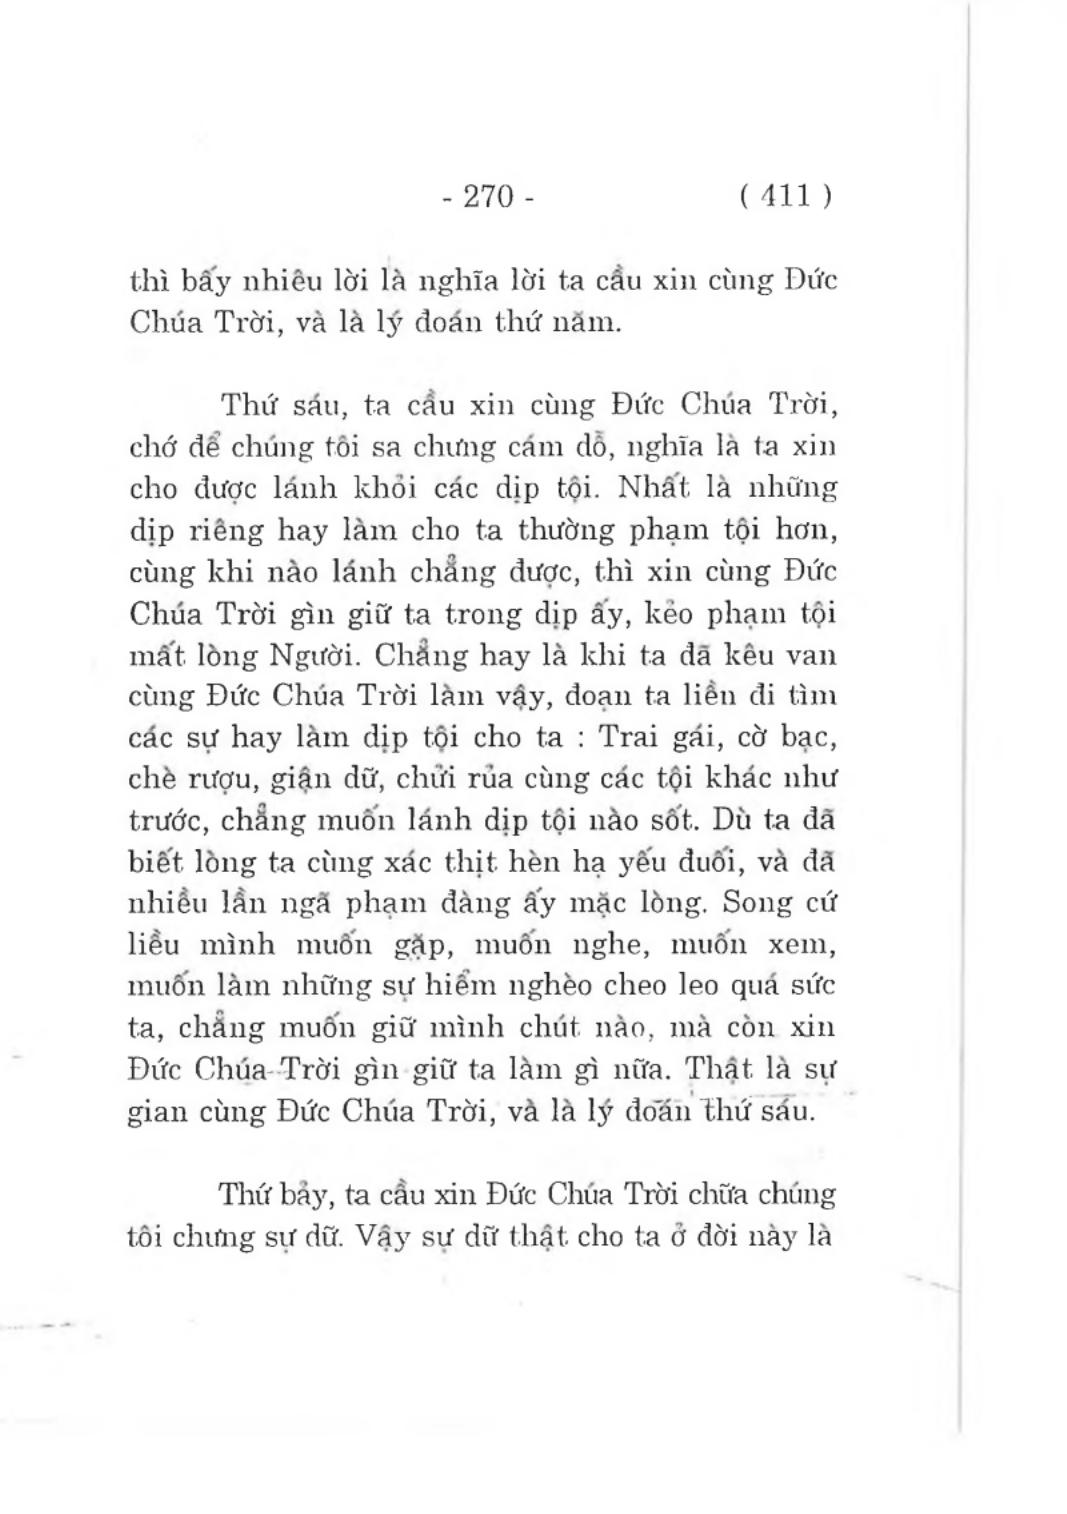 - 270 - ( 411 )
thì bấy nhiêu lời là nghĩa lời ta cầu xin cùng Đức
Chúa Trời, và là lý đoán thứ năm.
Thứ sáu, ta cầu xin cùng Đức Chúa Trời,
chớ để chúng tôi sa chưng cám dỗ, nghĩa là ta xin
cho được lánh khỏi các dịp tội. Nhất là những
dịp riêng hay làm cho ta thường phạm tội hơn,
cùng khi nào lánh chẳng được, thì xin cùng Đức
Chúa Trời gìn giữ ta trong dịp ấy, kẻo phạm tội
mất lòng Người. Chẳng hay là khi ta đã kêu van
cùng Đức Chúa Trời làm vậy, đoạn ta liền đi tìm
các sự hay làm dịp tội cho ta : Trai gái, cờ bạc,
chè rượu, giận dữ, chửi rủa cùng các tội khác như
trước, chẳng muốn lánh dịp tội nào sốt. Dù ta đã
biết lòng ta cùng xác thịt hèn hạ yếu đuối, và đã
nhiều lần ngã phạm đàng ấy mặc lòng. Song cứ
liều mình muốn gặp, muốn nghe, muốn xem,
muốn làm những sự hiểm nghèo cheo leo quá sức
ta, chẳng muốn giữ mình chút nào, mà còn xin
Đức Chúa Trời gìn giữ ta làm gì nữa. Thật là sự
gian cùng Đức Chúa Trời, và là lý đoán thứ sáu.
Thứ bảy, ta cầu xin Đức Chúa Trời chữa chúng
tôi chưng sự dữ. Vậy sự dữ thật cho ta ở đời này là